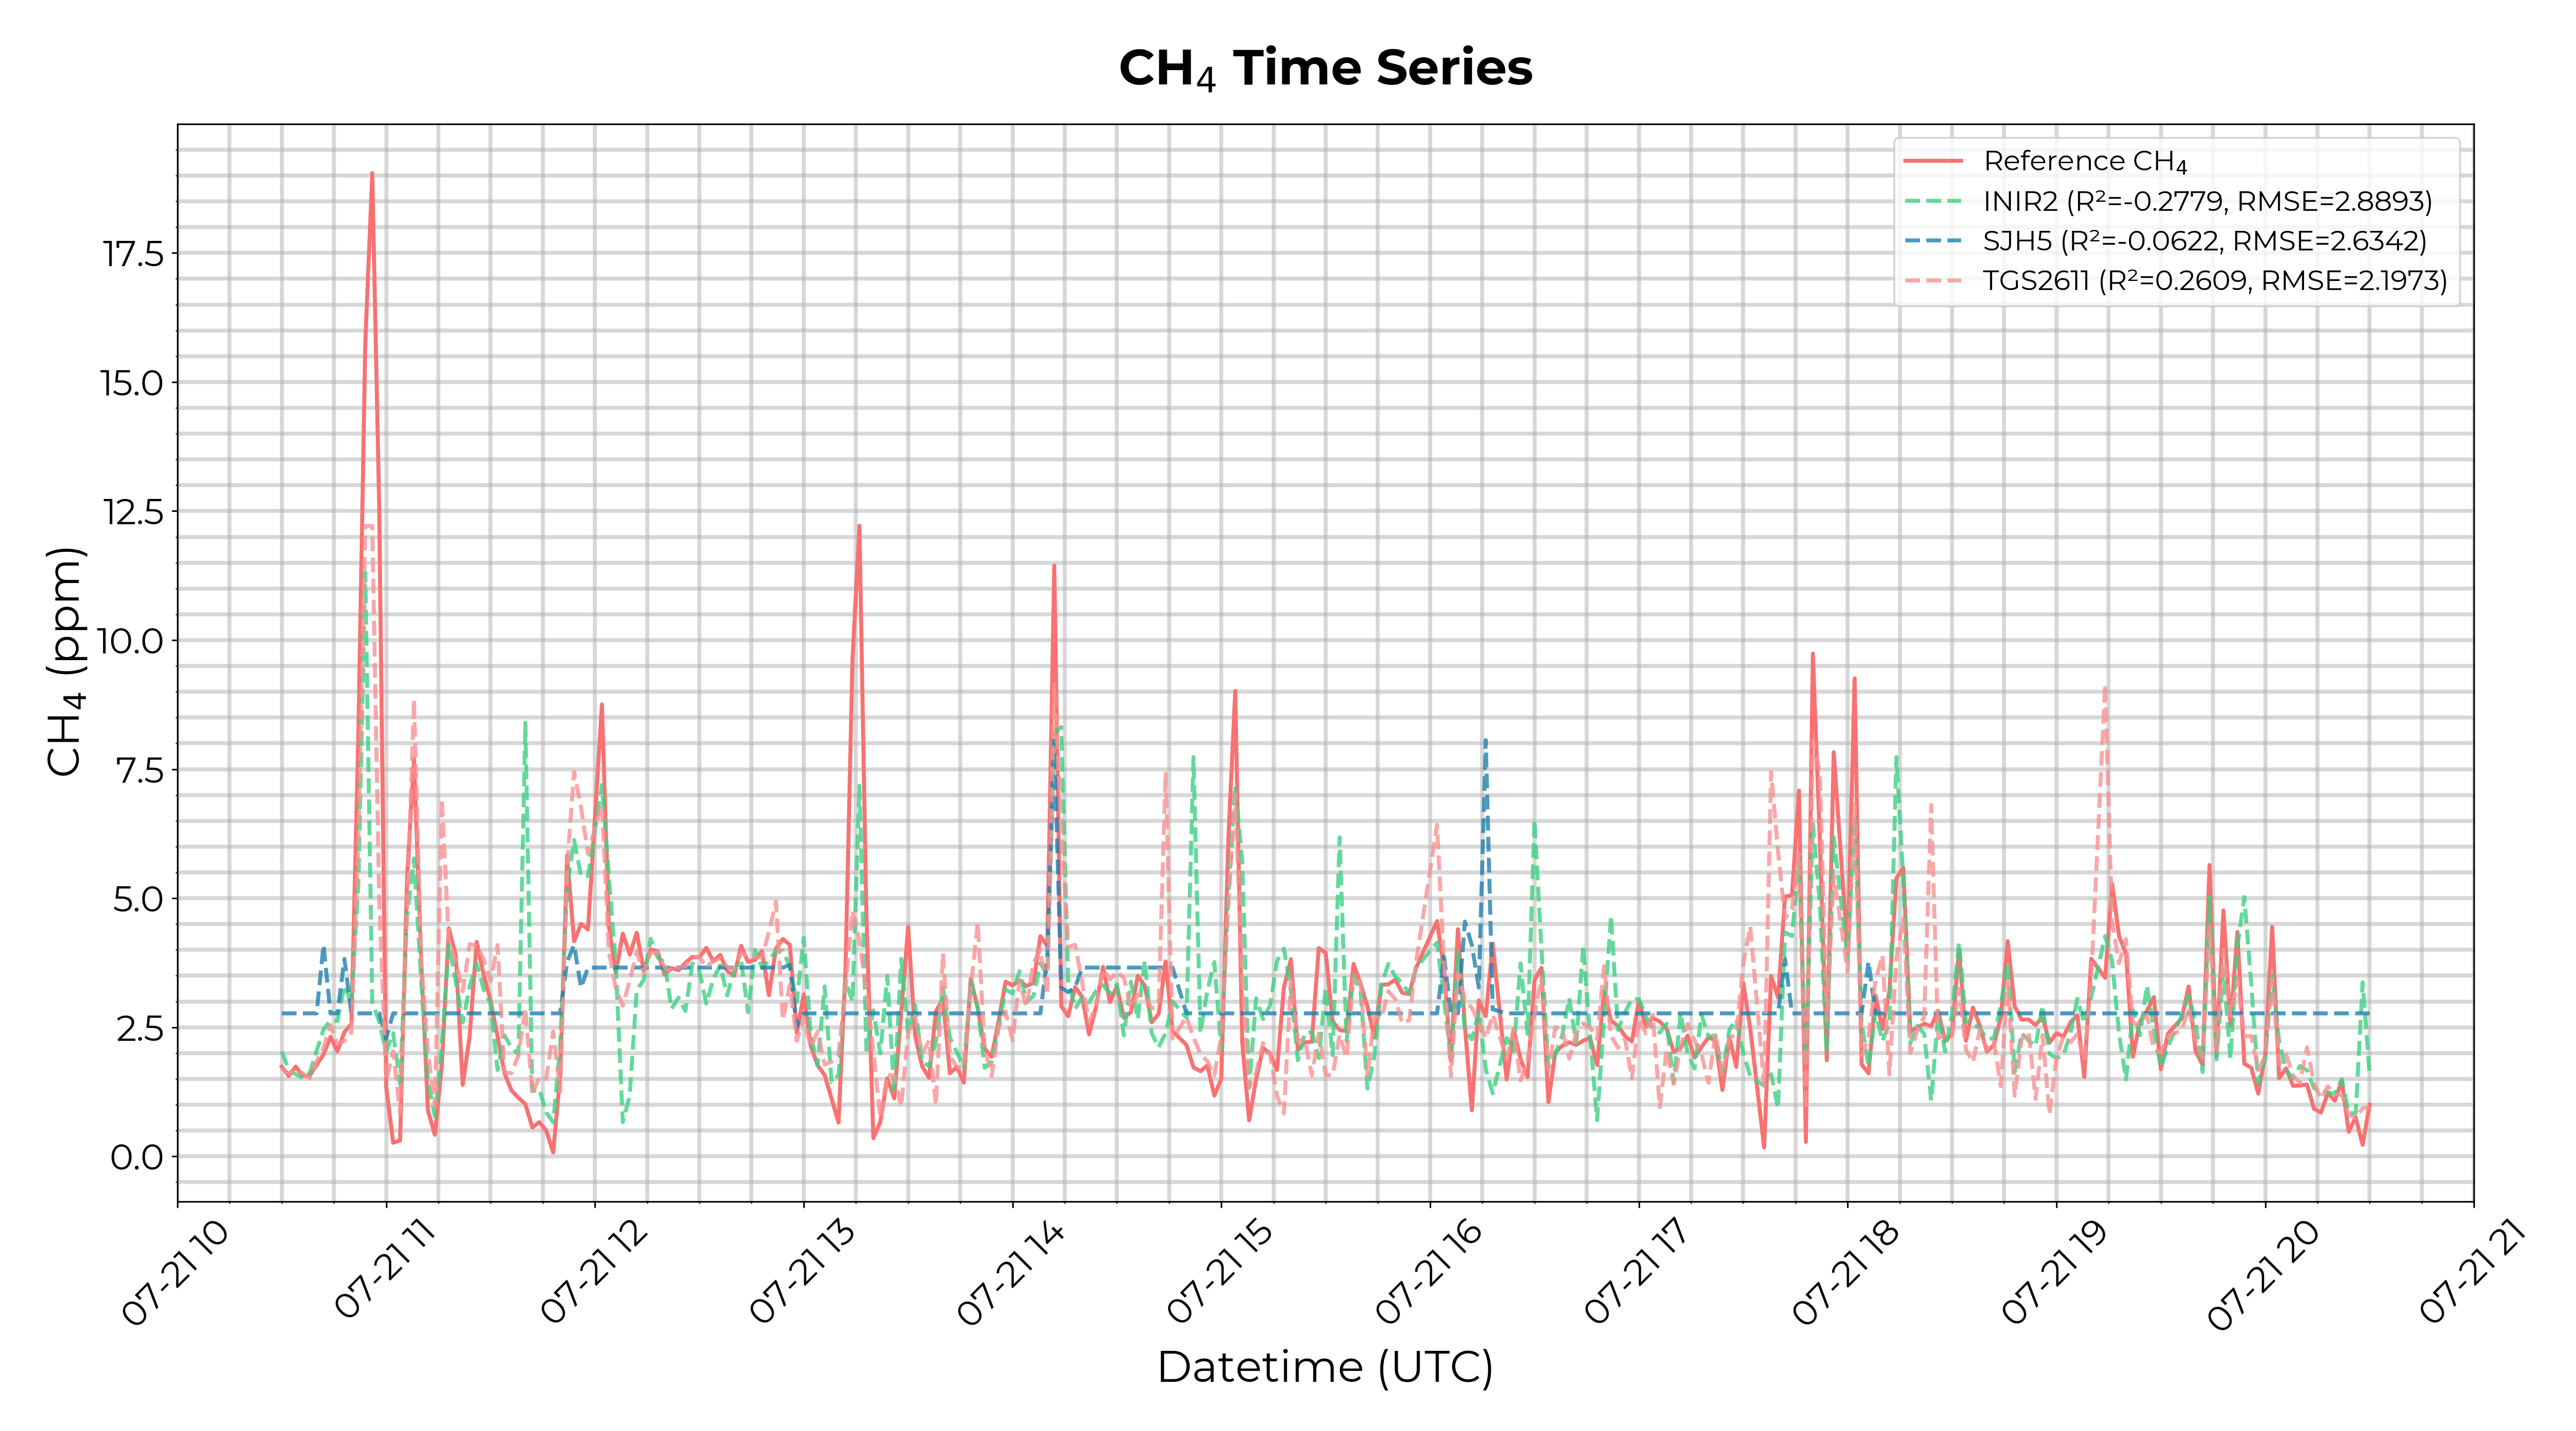 CH₄ Time Series
Reference CH₄
INIR2 (R²=-0.2779, RMSE=2.8893)
SJH5 (R²=-0.0622, RMSE=2.6342)
TGS2611 (R²=0.2609, RMSE=2.1973)
CH₄ (ppm)
17.5
15.0
12.5
10.0
7.5
5.0
2.5
0.0
07-21 10
07-21 11
07-21 12
07-21 13
07-21 14
07-21 15
07-21 16
07-21 17
07-21 18
07-21 19
07-21 20
07-21 21
Datetime (UTC)